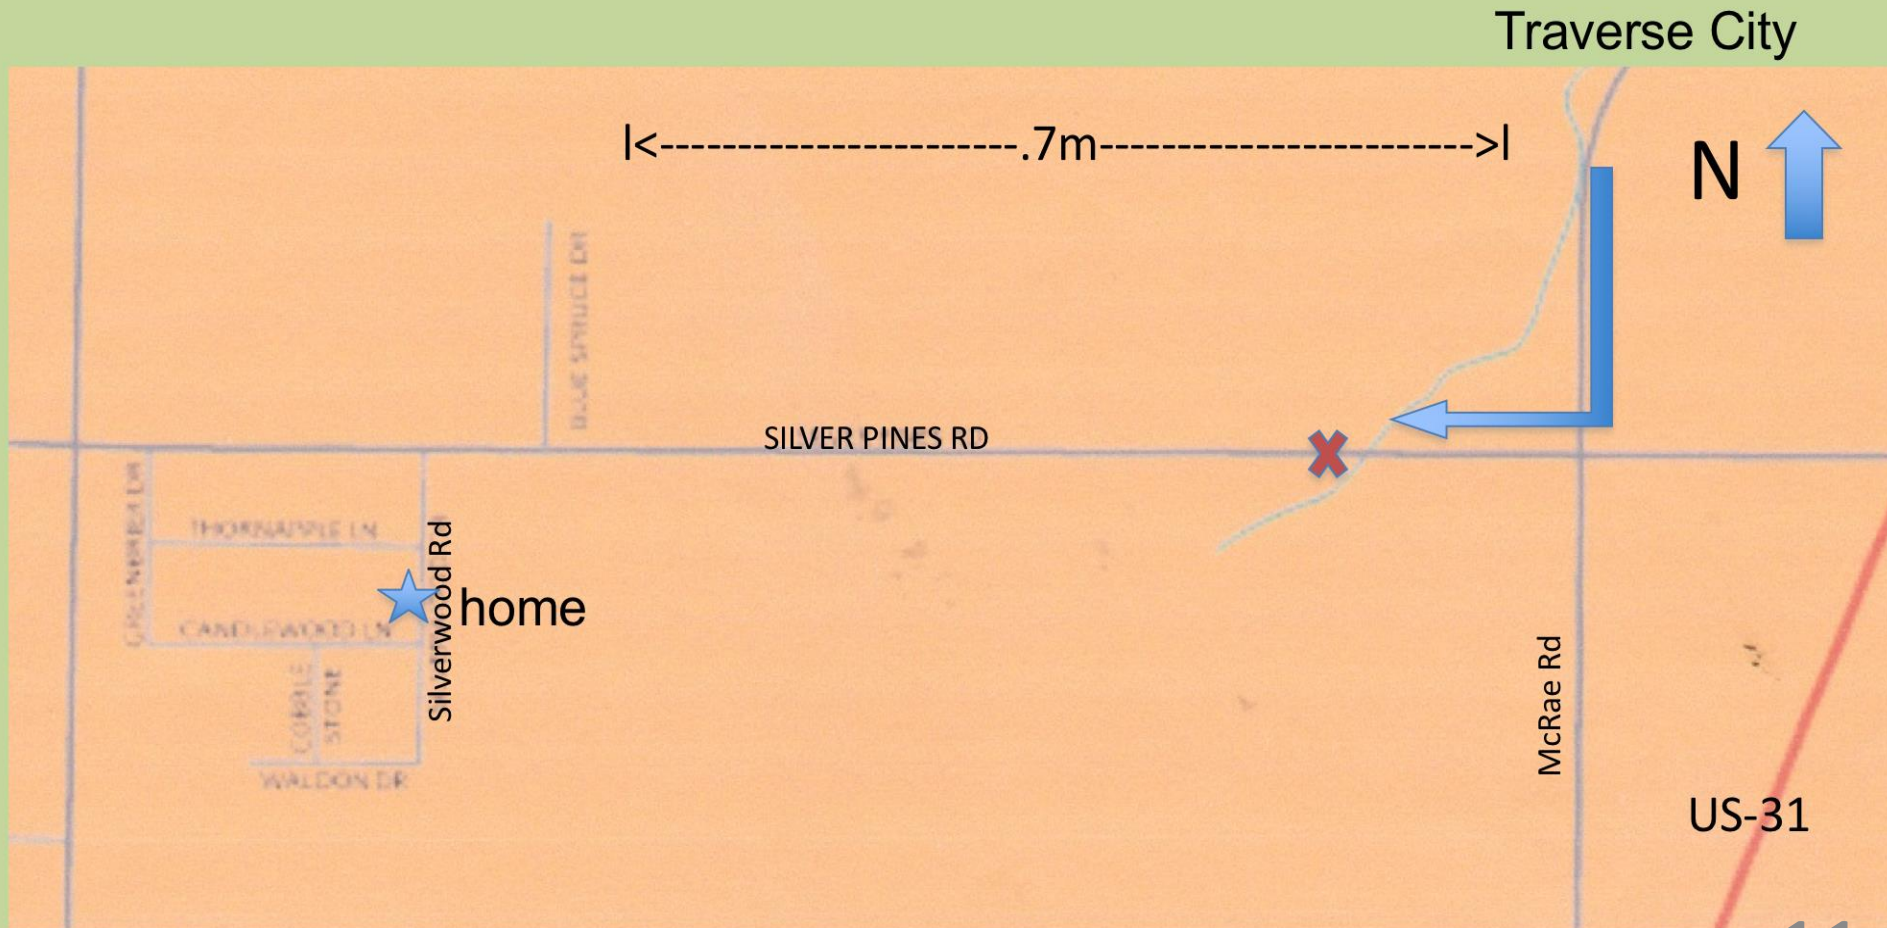 Traverse City
|<-----------------------.7m------------------------>|
N
BLUE SPRUCE DR
SILVER PINES RD
GREENBRIER DR
THORNAPPLE LN
Silverwood Rd
home
CANDLEWOOD LN
COBBLE
STONE
WALDON DR
McRae Rd
US-31